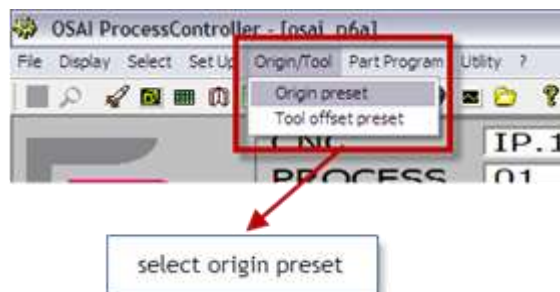 OSAI ProcessController - [osai_p6a]
File Display Select Set Up Origin/Tool Part Program Utility ?
Origin preset
Tool offset preset
CNC IP.1
PROCESS 01
select origin preset